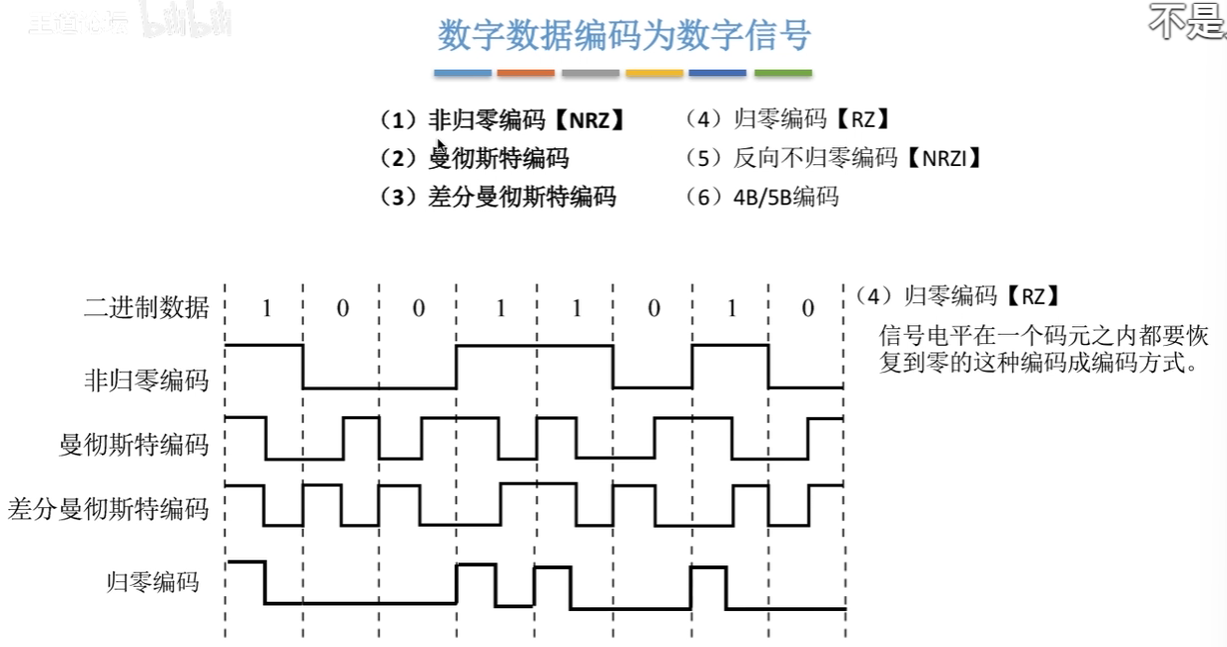 王道论坛 bilibili
不是
数字数据编码为数字信号
（1）非归零编码【NRZ】
（2）曼彻斯特编码
（3）差分曼彻斯特编码
（4）归零编码【RZ】
（5）反向不归零编码【NRZI】
（6）4B/5B编码
二进制数据 1 0 0 1 1 0 1 0
非归零编码
曼彻斯特编码
差分曼彻斯特编码
归零编码
（4）归零编码【RZ】
信号电平在一个码元之内都要恢
复到零的这种编码成编码方式。